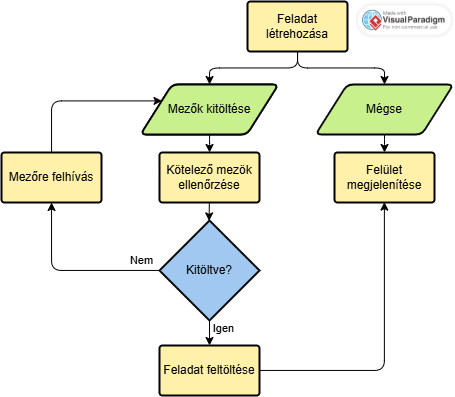 Feladat
létrehozása
Made with
Visual Paradigm
For non-commercial use
Mezők kitöltése
Mégse
Mezőre felhívás
Kötelező mezök
ellenőrzése
Felület
megjelenítése
Nem
Kitöltve?
Igen
Feladat feltöltése